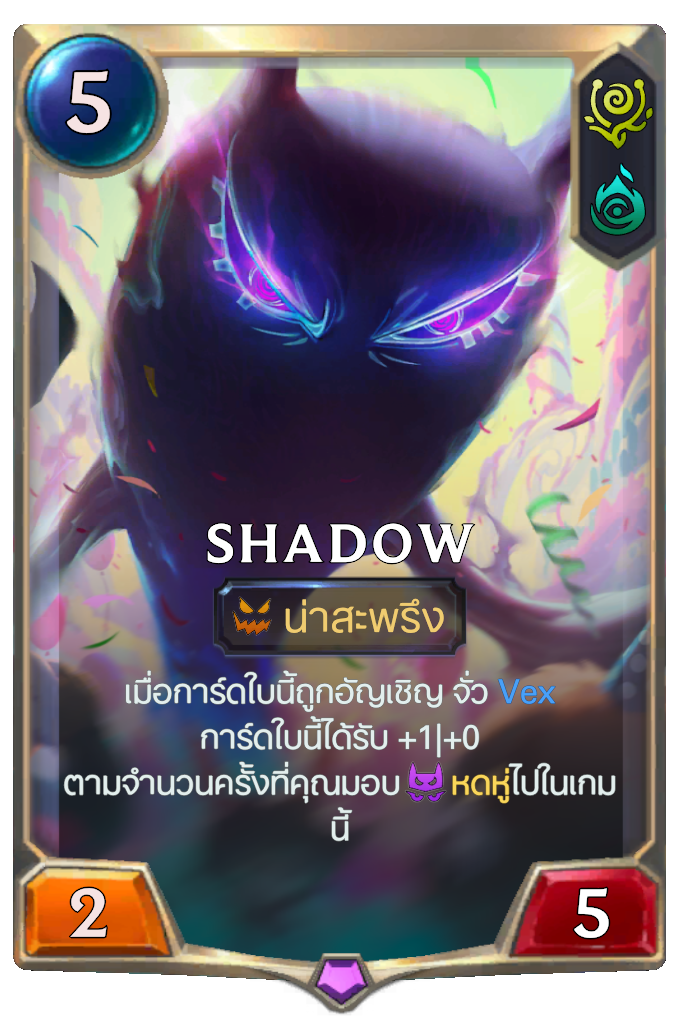 5
SHADOW
น่าสะพรึง
เมื่อการ์ดใบนี้ถูกอัญเชิญ จั่ว Vex
การ์ดใบนี้ได้รับ +1|+0
ตามจำนวนครั้งที่คุณมอบ หดหู่ไปในเกม
นี้
2
5